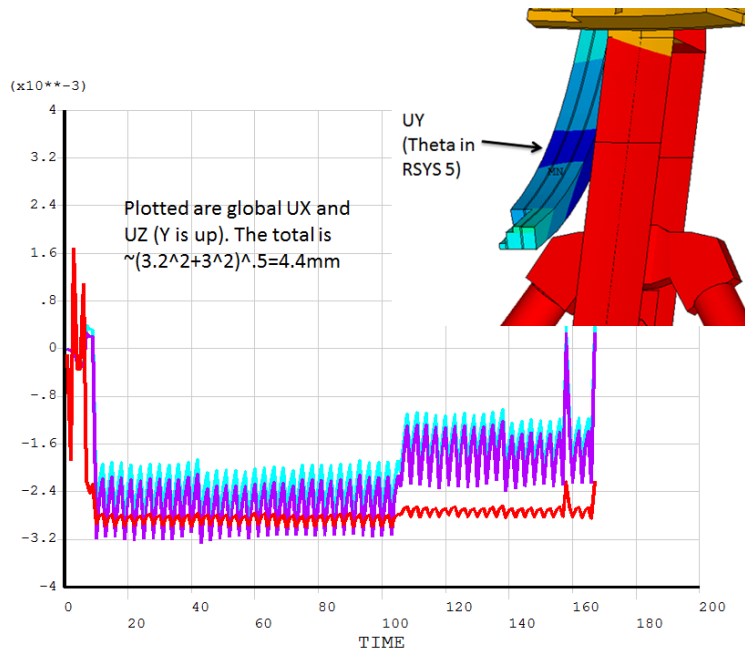 (x10**-3)
4
3.2
2.4
1.6
.8
0
-.8
-1.6
-2.4
-3.2
-4
UY
(Theta in
RSYS 5)
MN
Plotted are global UX and
UZ (Y is up). The total is
~(3.2^2+3^2)^.5=4.4mm
0 40 80 120 160 200
20 60 100 140 180
TIME